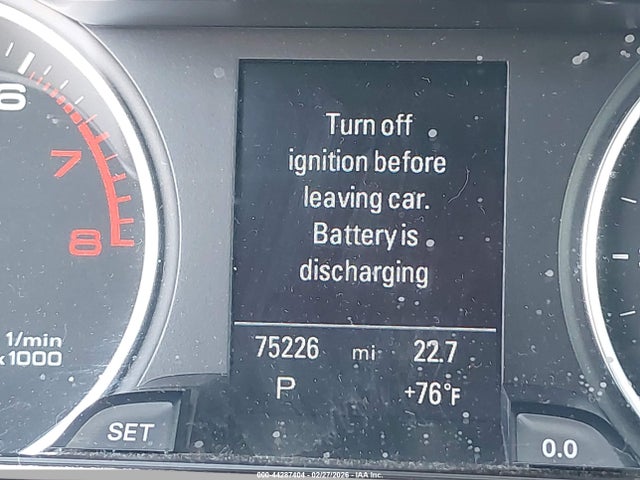 6
7
8
1/min
x1000
Turn off
ignition before
leaving car.
Battery is
discharging
75226 mi 22.7
P +76°F
SET
0.0
000-44287404 - 02/27/2026 - IAA Inc.